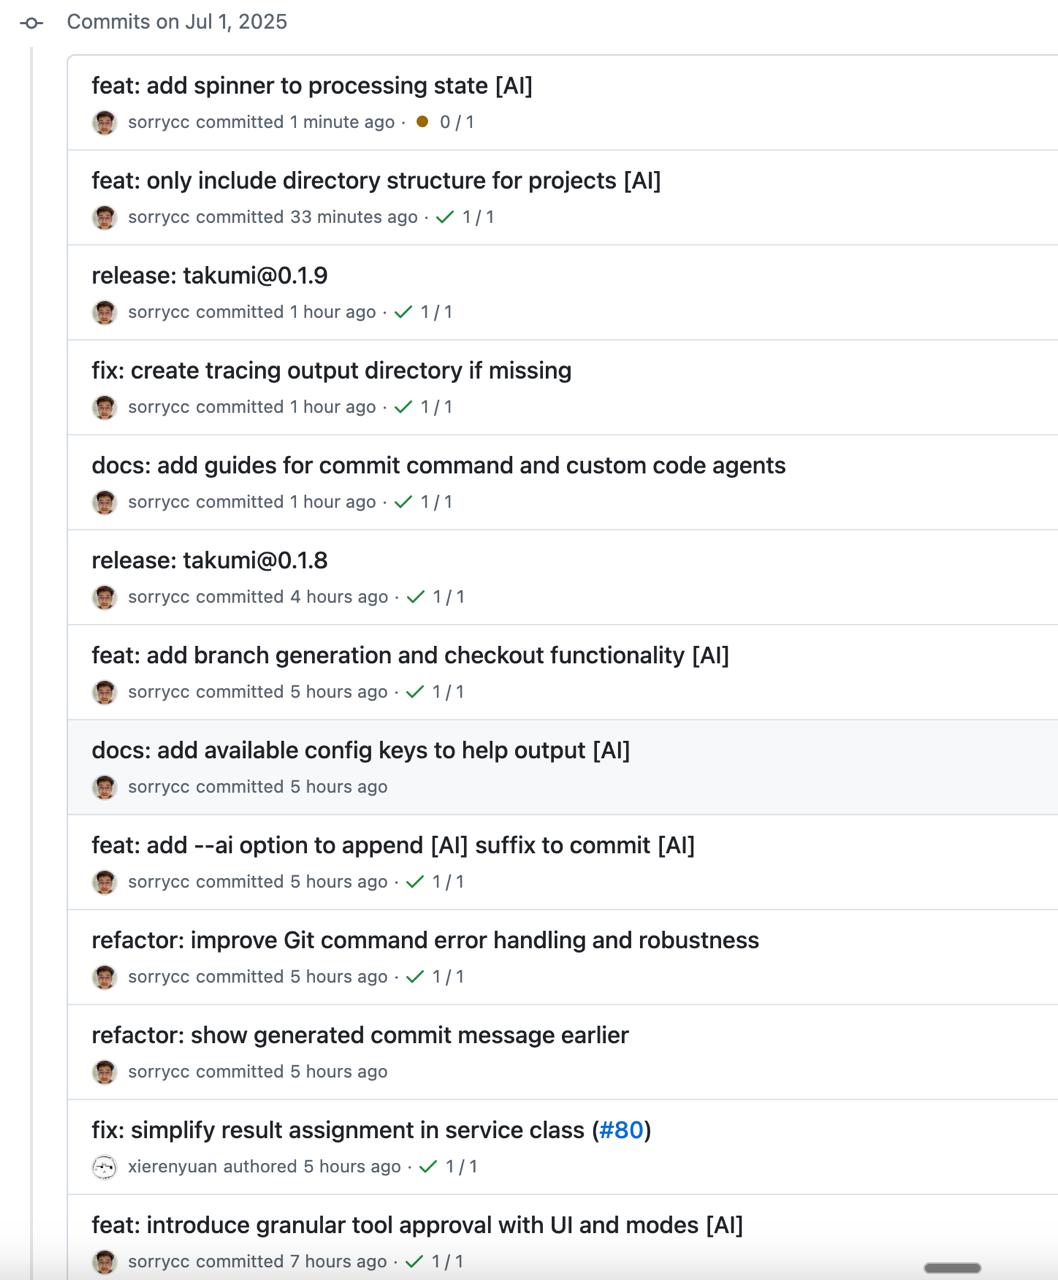 Commits on Jul 1, 2025
feat: add spinner to processing state [AI]
sorrycc committed 1 minute ago · 0 / 1
feat: only include directory structure for projects [AI]
sorrycc committed 33 minutes ago · 1 / 1
release: takumi@0.1.9
sorrycc committed 1 hour ago · 1 / 1
fix: create tracing output directory if missing
sorrycc committed 1 hour ago · 1 / 1
docs: add guides for commit command and custom code agents
sorrycc committed 1 hour ago · 1 / 1
release: takumi@0.1.8
sorrycc committed 4 hours ago · 1 / 1
feat: add branch generation and checkout functionality [AI]
sorrycc committed 5 hours ago · 1 / 1
docs: add available config keys to help output [AI]
sorrycc committed 5 hours ago
feat: add --ai option to append [AI] suffix to commit [AI]
sorrycc committed 5 hours ago · 1 / 1
refactor: improve Git command error handling and robustness
sorrycc committed 5 hours ago · 1 / 1
refactor: show generated commit message earlier
sorrycc committed 5 hours ago
fix: simplify result assignment in service class (#80)
xierenyuan authored 5 hours ago · 1 / 1
feat: introduce granular tool approval with UI and modes [AI]
sorrycc committed 7 hours ago · 1 / 1